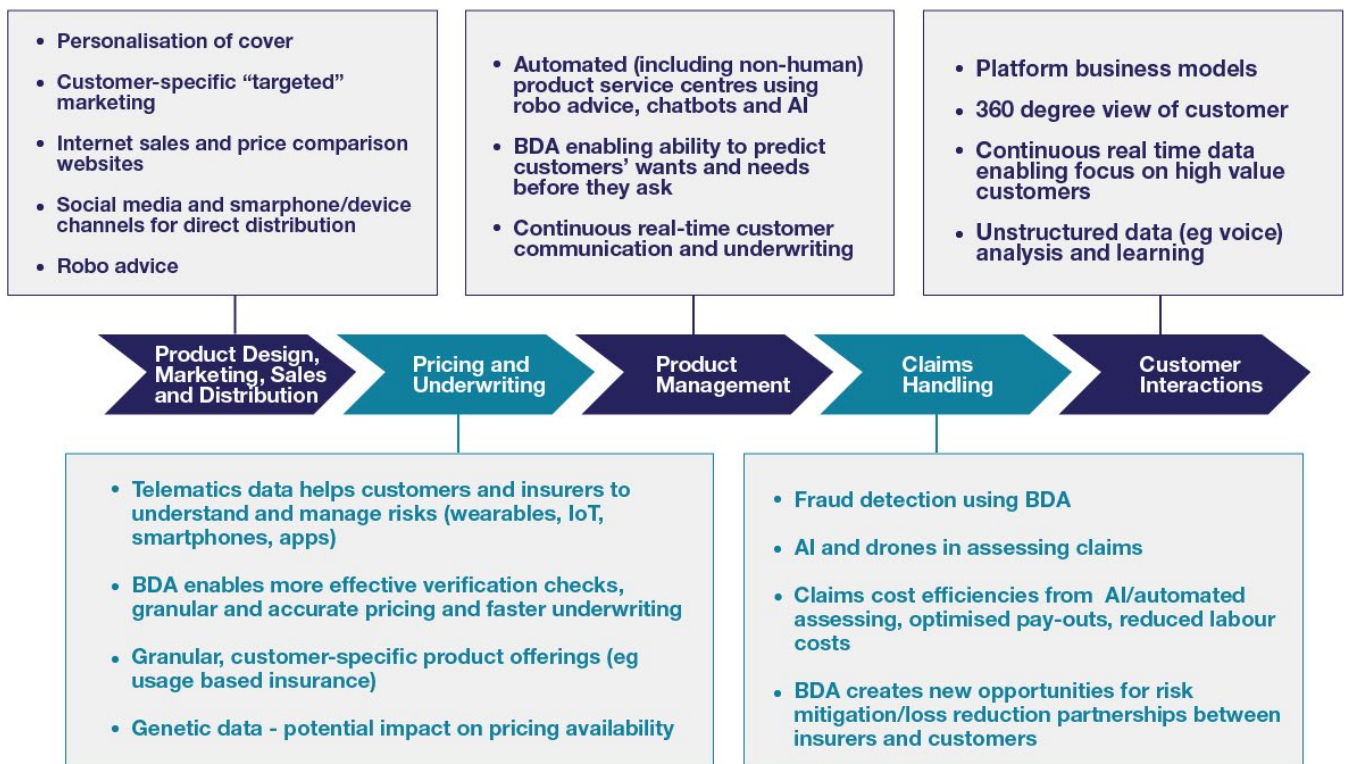 • Personalisation of cover
• Customer-specific “targeted”
marketing
• Internet sales and price comparison
websites
• Social media and smarphone/device
channels for direct distribution
• Robo advice
• Automated (including non-human)
product service centres using
robo advice, chatbots and AI
• BDA enabling ability to predict
customers’ wants and needs
before they ask
• Continuous real-time customer
communication and underwriting
• Platform business models
• 360 degree view of customer
• Continuous real time data
enabling focus on high value
customers
• Unstructured data (eg voice)
analysis and learning
Product Design,
Marketing, Sales
and Distribution
Pricing and
Underwriting
Product
Management
Claims
Handling
Customer
Interactions
• Telematics data helps customers and insurers to
understand and manage risks (wearables, IoT,
smartphones, apps)
• BDA enables more effective verification checks,
granular and accurate pricing and faster underwriting
• Granular, customer-specific product offerings (eg
usage based insurance)
• Genetic data - potential impact on pricing availability
• Fraud detection using BDA
• AI and drones in assessing claims
• Claims cost efficiencies from AI/automated
assessing, optimised pay-outs, reduced labour
costs
• BDA creates new opportunities for risk
mitigation/loss reduction partnerships between
insurers and customers